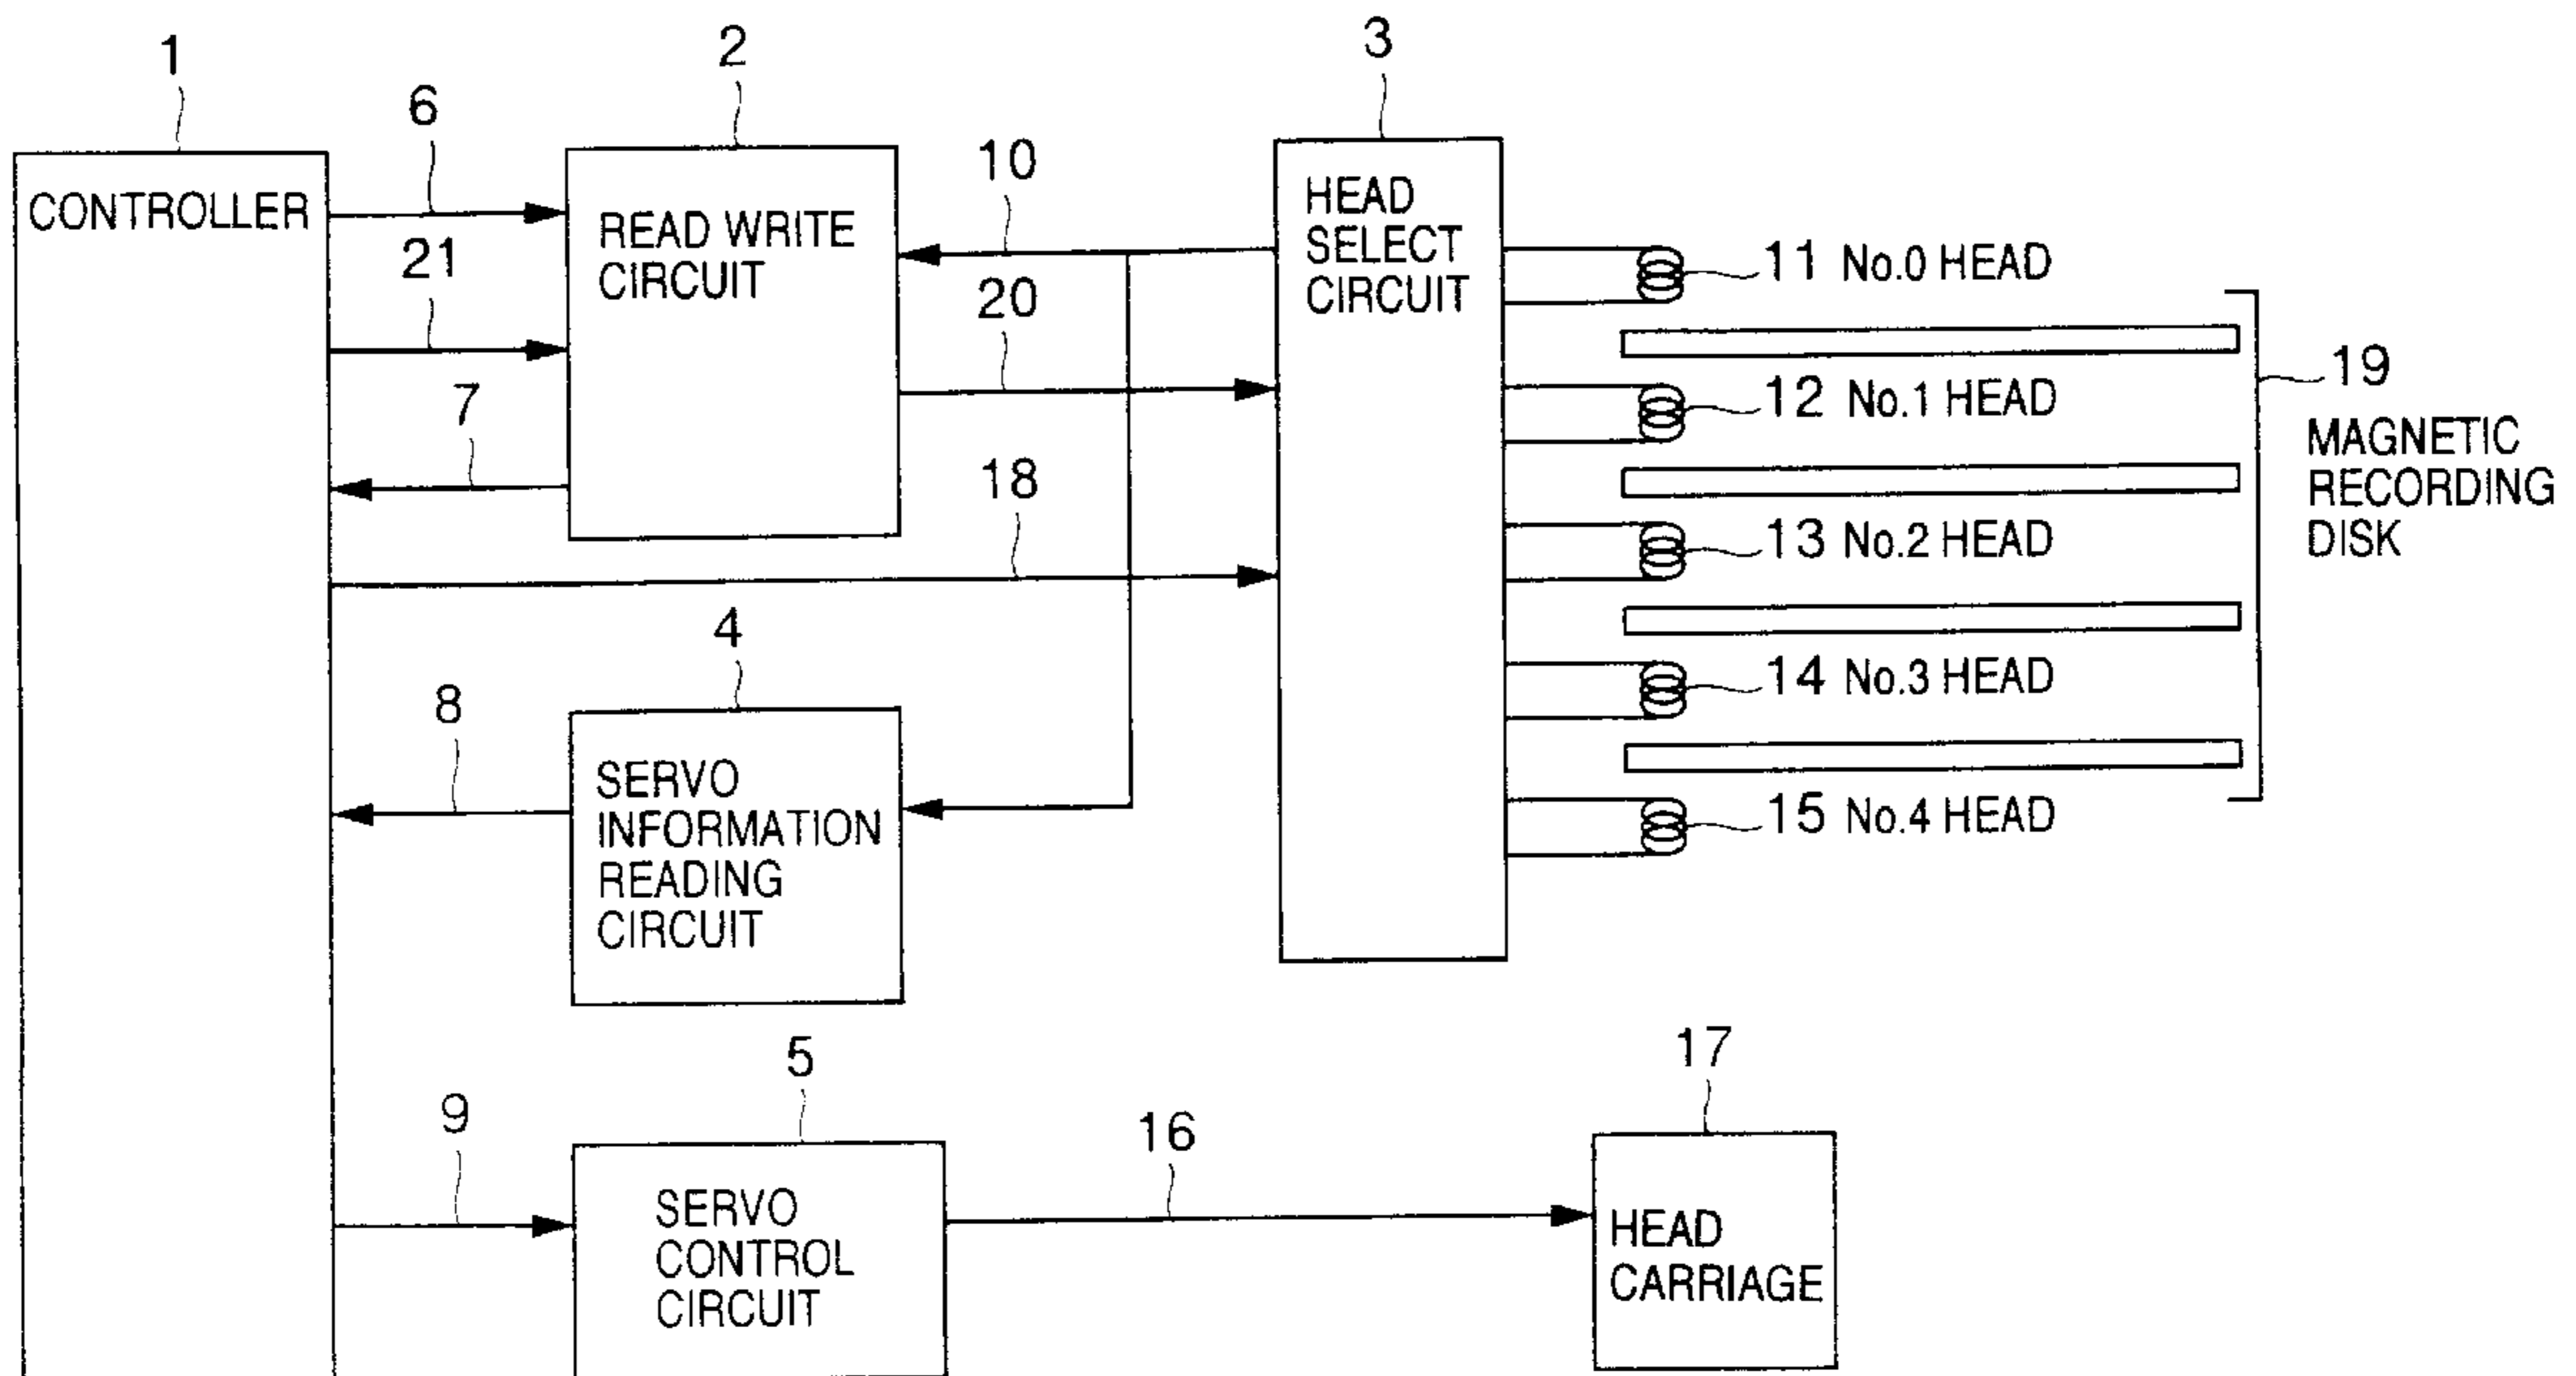 1
2
3
6
10
CONTROLLER
READ WRITE
CIRCUIT
HEAD
SELECT
CIRCUIT
21
20
11 No.0 HEAD
7
12 No.1 HEAD
19
MAGNETIC
RECORDING
DISK
18
13 No.2 HEAD
4
8
14 No.3 HEAD
SERVO
INFORMATION
READING
CIRCUIT
15 No.4 HEAD
5
17
9
16
SERVO
CONTROL
CIRCUIT
HEAD
CARRIAGE